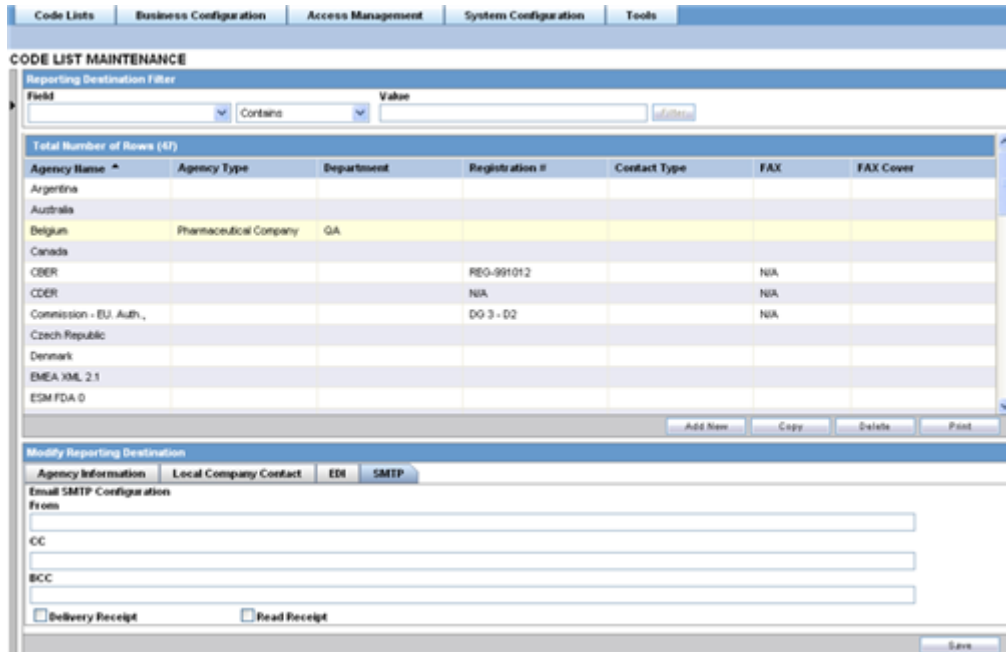 Code Lists Business Configuration Access Management System Configuration Tools
CODE LIST MAINTENANCE
Reporting Destination Filter
Field Value
Contains Filter
Total Number of Rows (47)
Agency Name Agency Type Department Registration # Contact Type FAX FAX Cover
Argentina
Australia
Belgium Pharmaceutical Company QA
Canada
CBER REG-991012 N/A
CDER N/A N/A
Commission - EU. Auth., DG 3 - D2 N/A
Czech Republic
Denmark
EMEA XML 2.1
ESM FDA 0
Add New Copy Delete Print
Modify Reporting Destination
Agency Information Local Company Contact EDI SMTP
Email SMTP Configuration
From
CC
BCC
Delivery Receipt Read Receipt
Save